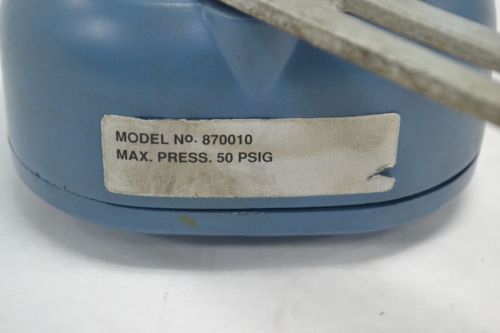 MODEL No. 870010
MAX. PRESS. 50 PSIG